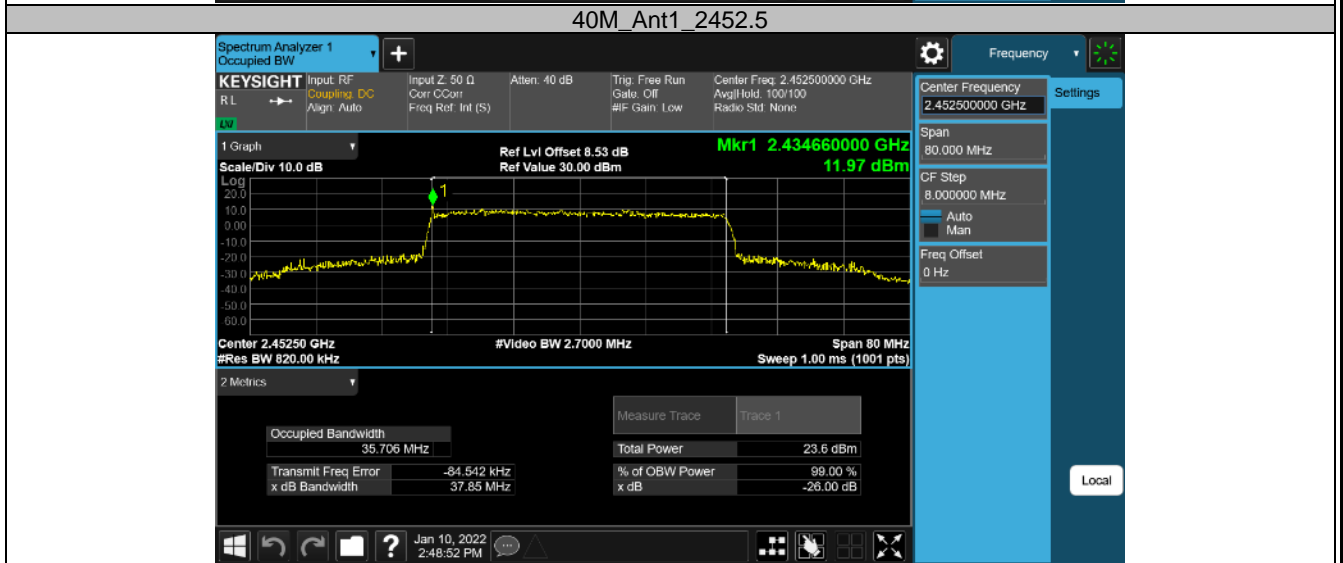 40M_Ant1_2452.5
Spectrum Analyzer 1
Occupied BW
+
Frequency
KEYSIGHT
R L
LXI
Input: RF
Coupling: DC
Align: Auto
Input Z: 50 Ω
Corr CCorr
Freq Ref: Int (S)
Atten: 40 dB
Trig: Free Run
Gate: Off
#IF Gain: Low
Center Freq: 2.452500000 GHz
Avg|Hold: 100/100
Radio Std: None
Center Frequency
2.452500000 GHz
Settings
Span
80.000 MHz
CF Step
8.000000 MHz
Auto
Man
Freq Offset
0 Hz
1 Graph
Scale/Div 10.0 dB
Ref Lvl Offset 8.53 dB
Ref Value 30.00 dBm
Mkr1 2.434660000 GHz
11.97 dBm
Log
20.0
10.0
0.00
-10.0
-20.0
-30.0
-40.0
-50.0
-60.0
1
Center 2.45250 GHz
#Res BW 820.00 kHz
#Video BW 2.7000 MHz
Span 80 MHz
Sweep 1.00 ms (1001 pts)
2 Metrics
Measure Trace Trace 1
Occupied Bandwidth
35.706 MHz
Total Power 23.6 dBm
Transmit Freq Error -84.542 kHz
% of OBW Power 99.00 %
x dB Bandwidth 37.85 MHz
x dB -26.00 dB
Local
?
Jan 10, 2022
2:48:52 PM